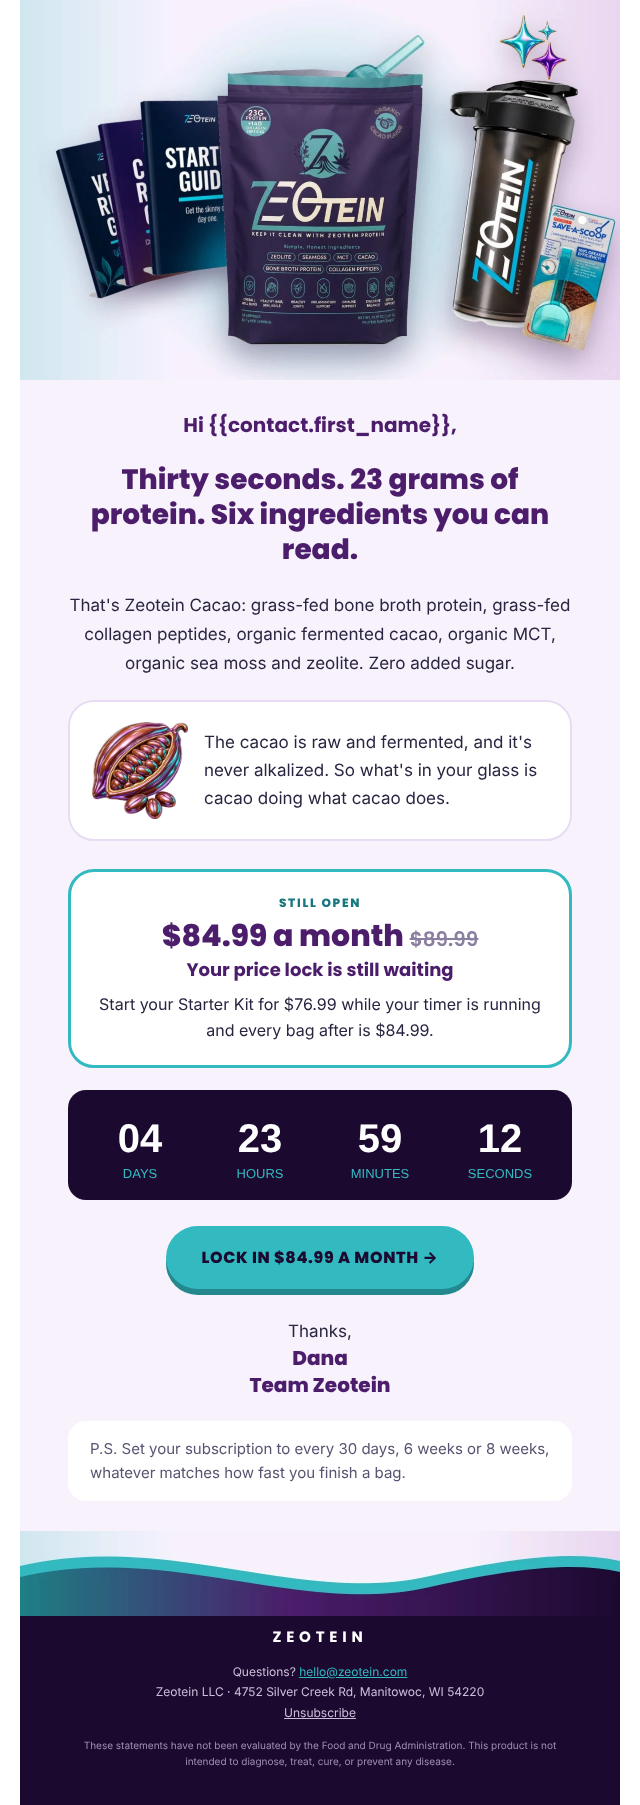 ZEOTEIN
START
GUID
Get the skinny
day one.
23G
PROTEIN
ORGANIC
CACAO FLAVOR
ZEOTEIN
KEEP IT CLEAN WITH ZEOTEIN PROTEIN
Simple, Honest Ingredients
ZEOLITE SEAMOSS MCT CACAO
BONE BROTH PROTEIN COLLAGEN PEPTIDES
ZEOTEIN
SAVE-A-SCOOP
Hi {{contact.first_name}},
Thirty seconds. 23 grams of
protein. Six ingredients you can
read.
That's Zeotein Cacao: grass-fed bone broth protein, grass-fed
collagen peptides, organic fermented cacao, organic MCT,
organic sea moss and zeolite. Zero added sugar.
The cacao is raw and fermented, and it's
never alkalized. So what's in your glass is
cacao doing what cacao does.
STILL OPEN
$84.99 a month $89.99
Your price lock is still waiting
Start your Starter Kit for $76.99 while your timer is running
and every bag after is $84.99.
04 23 59 12
DAYS HOURS MINUTES SECONDS
LOCK IN $84.99 A MONTH →
Thanks,
Dana
Team Zeotein
P.S. Set your subscription to every 30 days, 6 weeks or 8 weeks,
whatever matches how fast you finish a bag.
ZEOTEIN
Questions? hello@zeotein.com
Zeotein LLC · 4752 Silver Creek Rd, Manitowoc, WI 54220
Unsubscribe
These statements have not been evaluated by the Food and Drug Administration. This product is not
intended to diagnose, treat, cure, or prevent any disease.